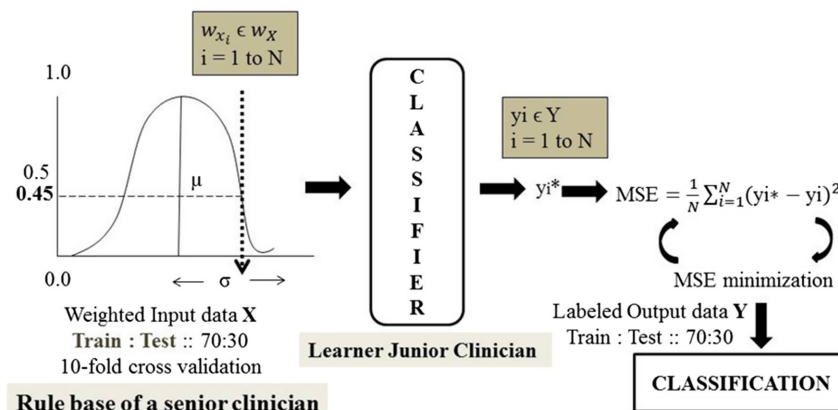 w_{x_i} ϵ w_X
i = 1 to N
1.0
0.5
0.45
μ
0.0
σ
Weighted Input data X
Train : Test :: 70:30
10-fold cross validation
Rule base of a senior clinician
C
L
A
S
S
I
F
I
E
R
Learner Junior Clinician
yi ϵ Y
i = 1 to N
yi*
MSE = \frac{1}{N} \sum_{i=1}^{N} (yi* − yi)^2
MSE minimization
Labeled Output data Y
Train : Test :: 70:30
CLASSIFICATION